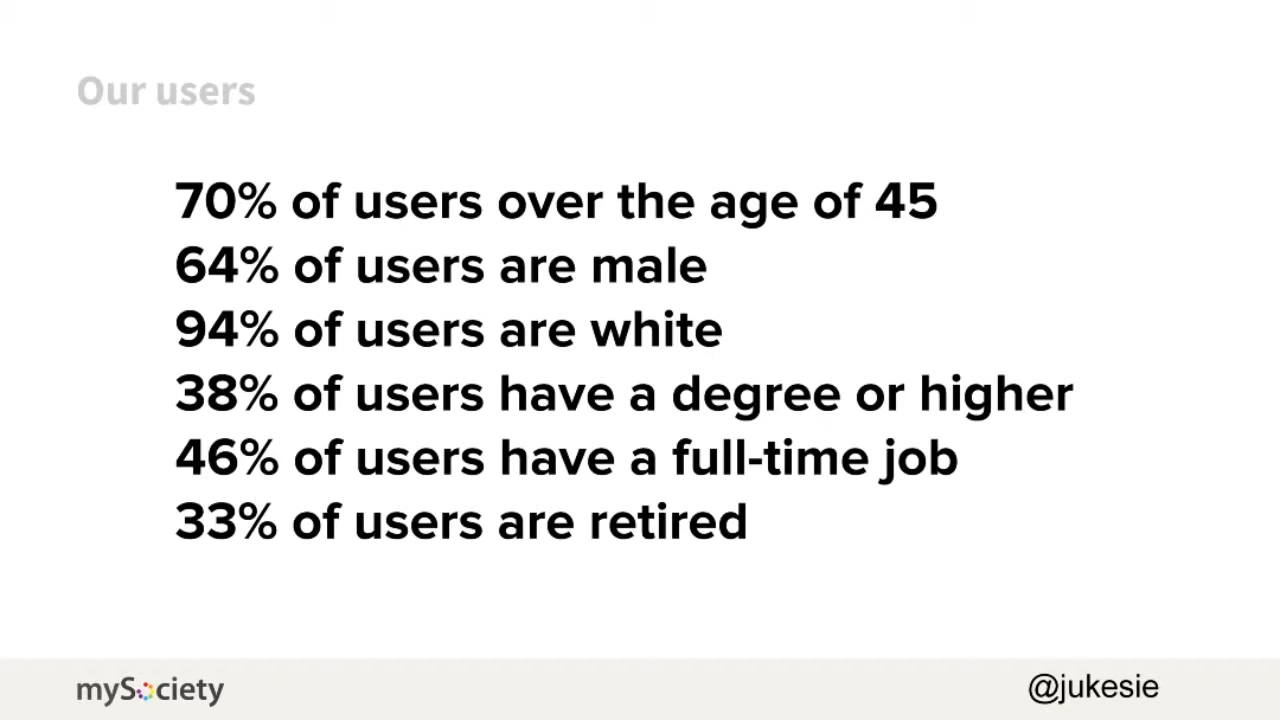 Our users
70% of users over the age of 45
64% of users are male
94% of users are white
38% of users have a degree or higher
46% of users have a full-time job
33% of users are retired
mySociety
@jukesie